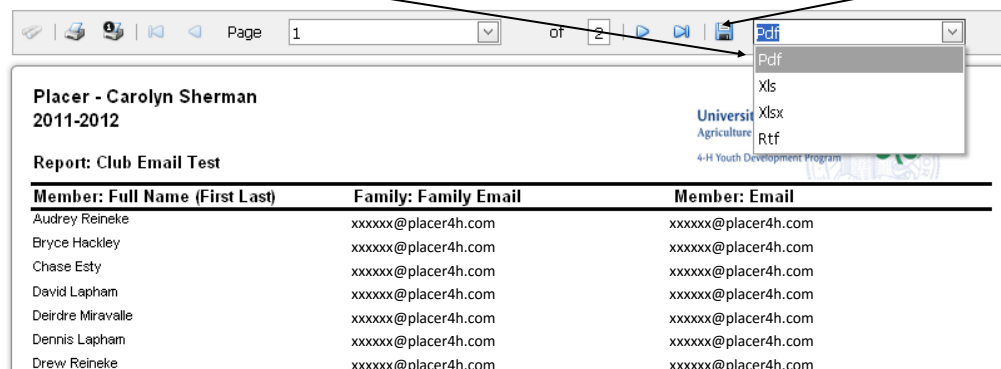 Page 1 of 2 Pdf
Pdf
Xls
Xlsx
Rtf
Placer - Carolyn Sherman
2011-2012
Agriculture
4-H Youth Development Program
Report: Club Email Test
Member: Full Name (First Last) Family: Family Email Member: Email
Audrey Reineke xxxxxx@placer4h.com xxxxxx@placer4h.com
Bryce Hackley xxxxxx@placer4h.com xxxxxx@placer4h.com
Chase Esty xxxxxx@placer4h.com xxxxxx@placer4h.com
David Lapham xxxxxx@placer4h.com xxxxxx@placer4h.com
Deirdre Miravalle xxxxxx@placer4h.com xxxxxx@placer4h.com
Dennis Lapham xxxxxx@placer4h.com xxxxxx@placer4h.com
Drew Reineke xxxxxx@placer4h.com xxxxxx@placer4h.com